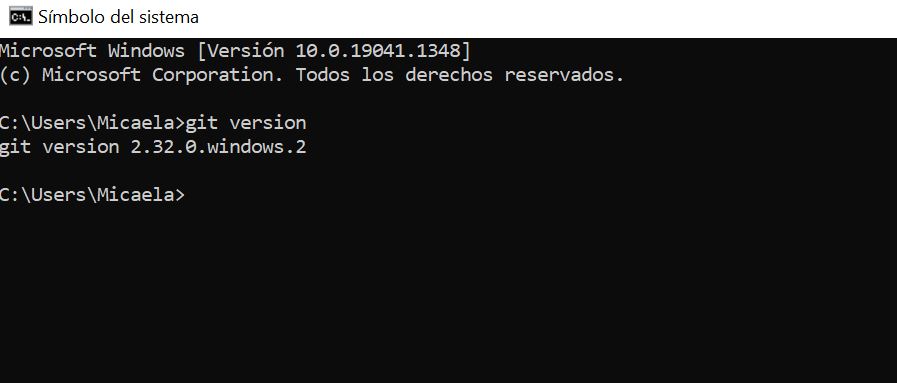 Símbolo del sistema
Microsoft Windows [Versión 10.0.19041.1348]
(c) Microsoft Corporation. Todos los derechos reservados.
C:\Users\Micaela>git version
git version 2.32.0.windows.2
C:\Users\Micaela>